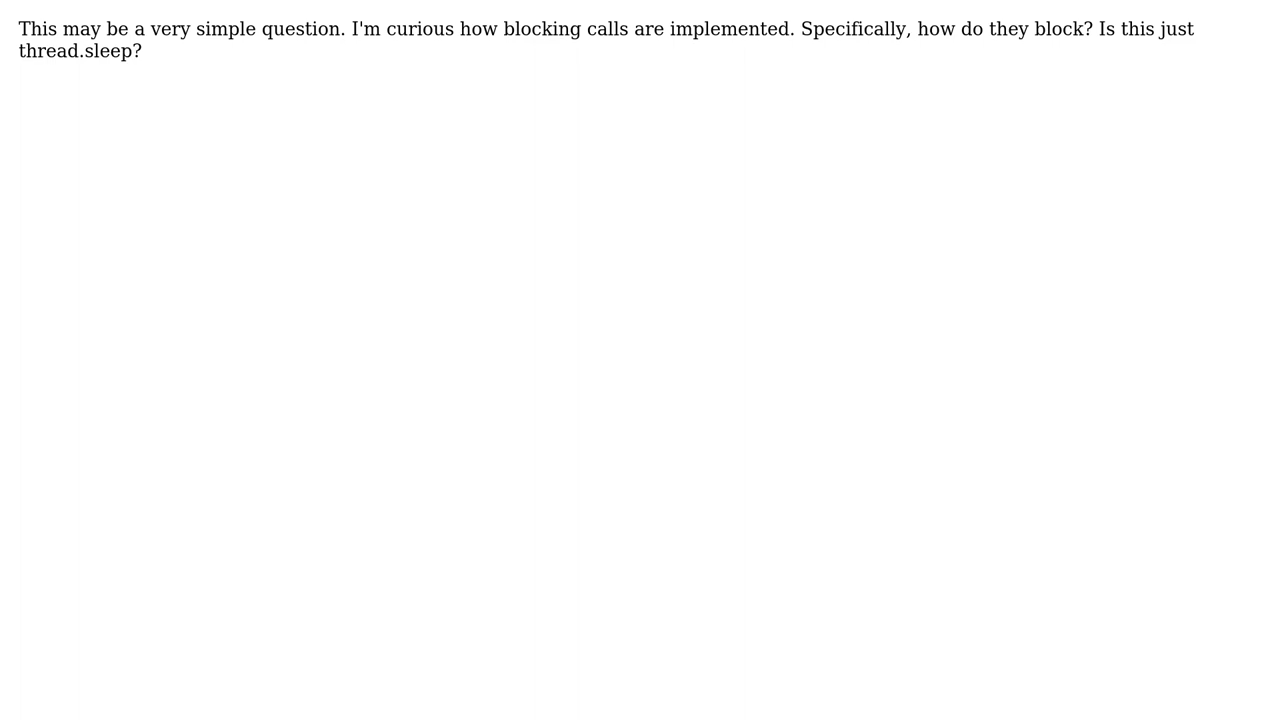 This may be a very simple question. I'm curious how blocking calls are implemented. Specifically, how do they block? Is this just
thread.sleep?